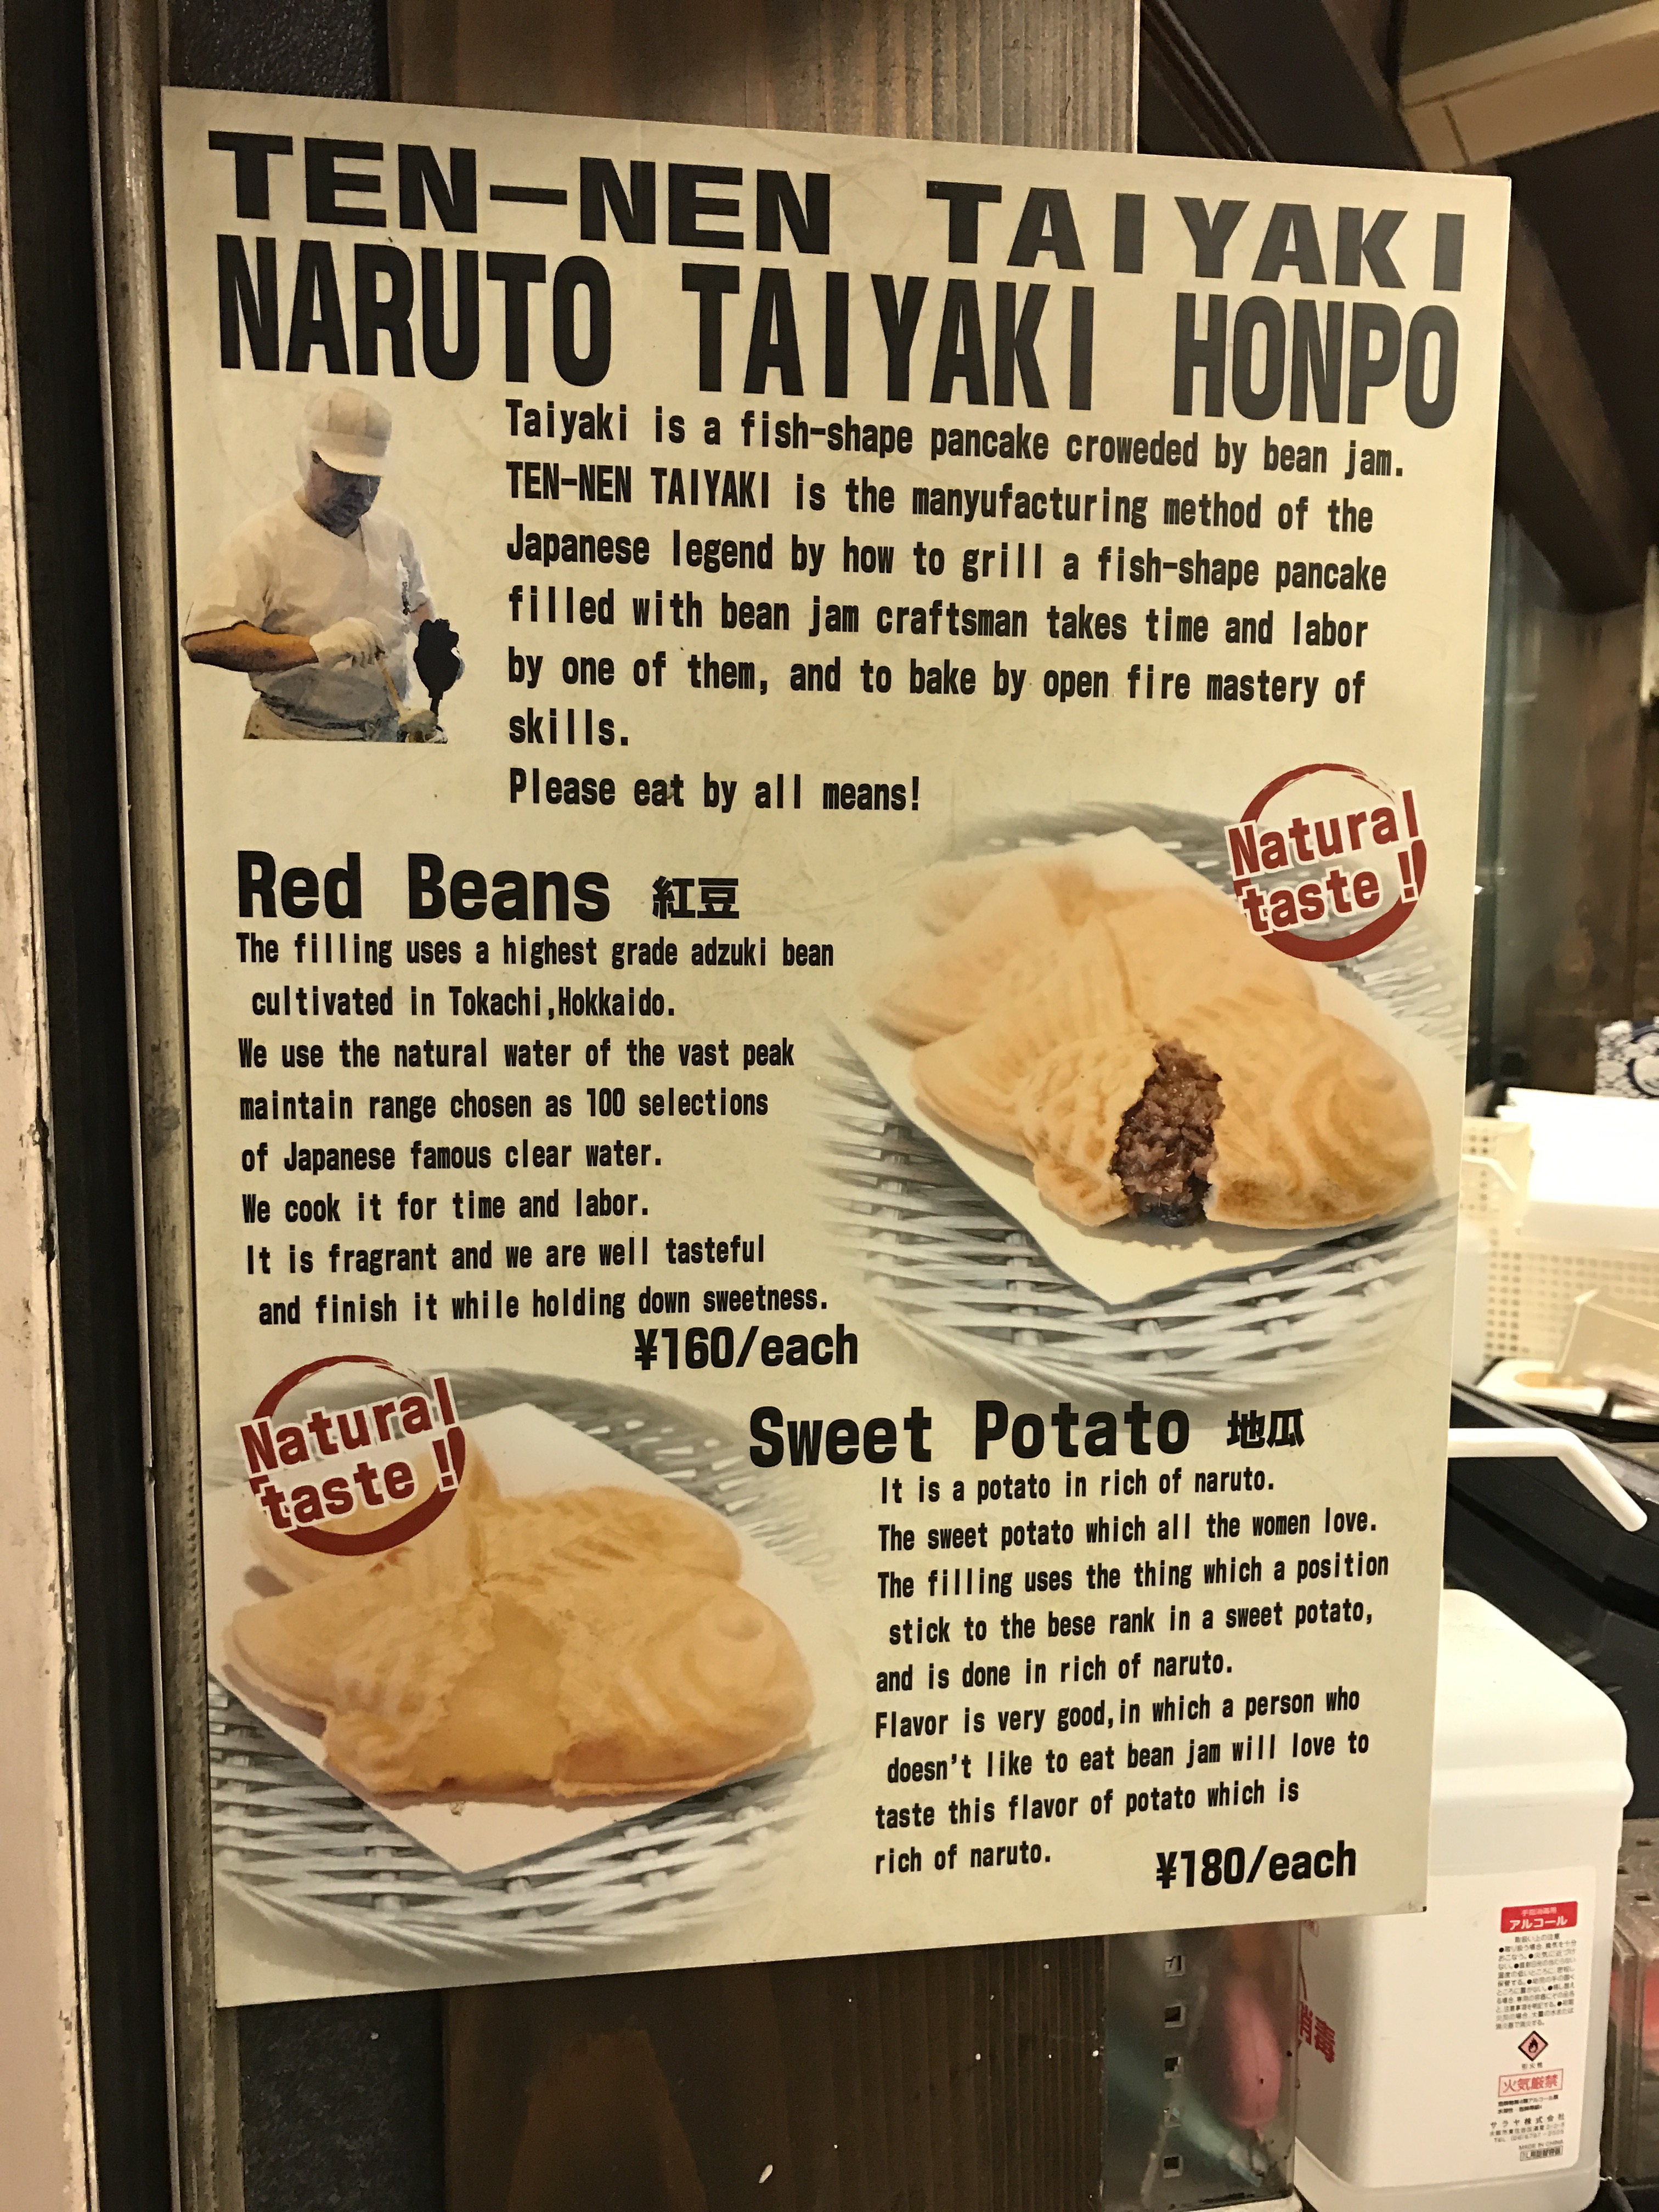 TEN-NEN TAIYAKI
NARUTO TAIYAKI HONPO
Taiyaki is a fish-shape pancake croweded by bean jam.
TEN-NEN TAIYAKI is the manyufacturing method of the
Japanese legend by how to grill a fish-shape pancake
filled with bean jam craftsman takes time and labor
by one of them, and to bake by open fire mastery of
skills.
Please eat by all means!
Natural
taste!
Red Beans 紅豆
The filling uses a highest grade adzuki bean
cultivated in Tokachi,Hokkaido.
We use the natural water of the vast peak
maintain range chosen as 100 selections
of Japanese famous clear water.
We cook it for time and labor.
It is fragrant and we are well tasteful
and finish it while holding down sweetness.
¥160/each
Natural
taste!
Sweet Potato 地瓜
It is a potato in rich of naruto.
The sweet potato which all the women love.
The filling uses the thing which a position
stick to the bese rank in a sweet potato,
and is done in rich of naruto.
Flavor is very good,in which a person who
doesn't like to eat bean jam will love to
taste this flavor of potato which is
rich of naruto.
¥180/each
アルコール
火気厳禁
サラヤ株式会社
MADE IN CHINA